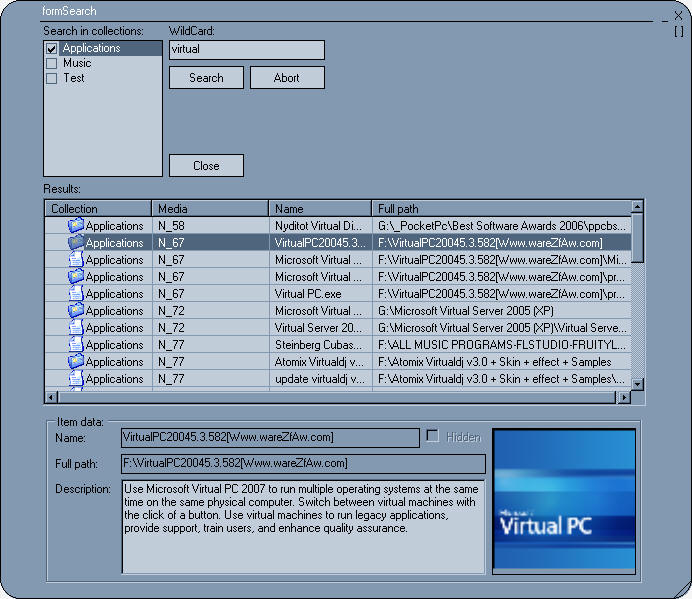 formSearch
Search in collections: WildCard:
Applications
Music
Test
virtual
Search Abort
Close
Results:
Collection Media Name Full path
Applications N_58 Nyditot Virtual Di... G:\_PocketPc\Best Software Awards 2006\ppcbs...
Applications N_67 VirtualPC20045.3... F:\VirtualPC20045.3.582[Www.wareZfAw.com]
Applications N_67 Microsoft Virtual ... F:\VirtualPC20045.3.582[Www.wareZfAw.com]\Mi...
Applications N_67 Microsoft Virtual ... F:\VirtualPC20045.3.582[Www.wareZfAw.com]\pr...
Applications N_67 Virtual PC.exe F:\VirtualPC20045.3.582[Www.wareZfAw.com]\pr...
Applications N_72 Microsoft Virtual ... G:\Microsoft Virtual Server 2005 (XP)
Applications N_72 Virtual Server 20... G:\Microsoft Virtual Server 2005 (XP)\Virtual Serve...
Applications N_77 Steinberg Cubas... F:\ALL MUSIC PROGRAMS-FLSTUDIO-FRUITYL...
Applications N_77 Atomix Virtualdj v... F:\Atomix Virtualdj v3.0 + Skin + effect + Samples
Applications N_77 update virtualdj v... F:\Atomix Virtualdj v3.0 + Skin + effect + Samples\...
Item data:
Name: VirtualPC20045.3.582[Www.wareZfAw.com] Hidden
Full path: F:\VirtualPC20045.3.582[Www.wareZfAw.com]
Description: Use Microsoft Virtual PC 2007 to run multiple operating systems at the same
time on the same physical computer. Switch between virtual machines with
the click of a button. Use virtual machines to run legacy applications,
provide support, train users, and enhance quality assurance.
Microsoft
Virtual PC